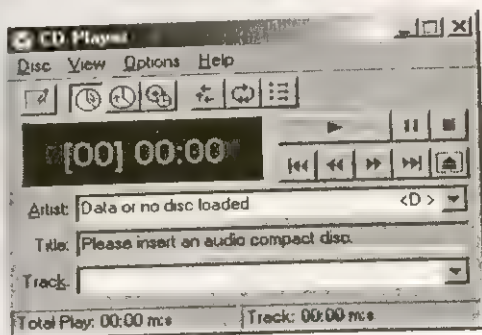 CD Player
Disc View Options Help
[00] 00:00
Artist: Data or no disc loaded <D>
Title: Please insert an audio compact disc.
Track:
Total Play: 00:00 m:s Track: 00:00 m:s